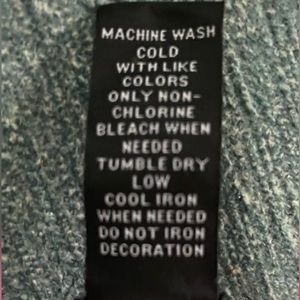 MACHINE WASH
COLD
WITH LIKE
COLORS
ONLY NON-
CHLORINE
BLEACH WHEN
NEEDED
TUMBLE DRY
LOW
COOL IRON
WHEN NEEDED
DO NOT IRON
DECORATION